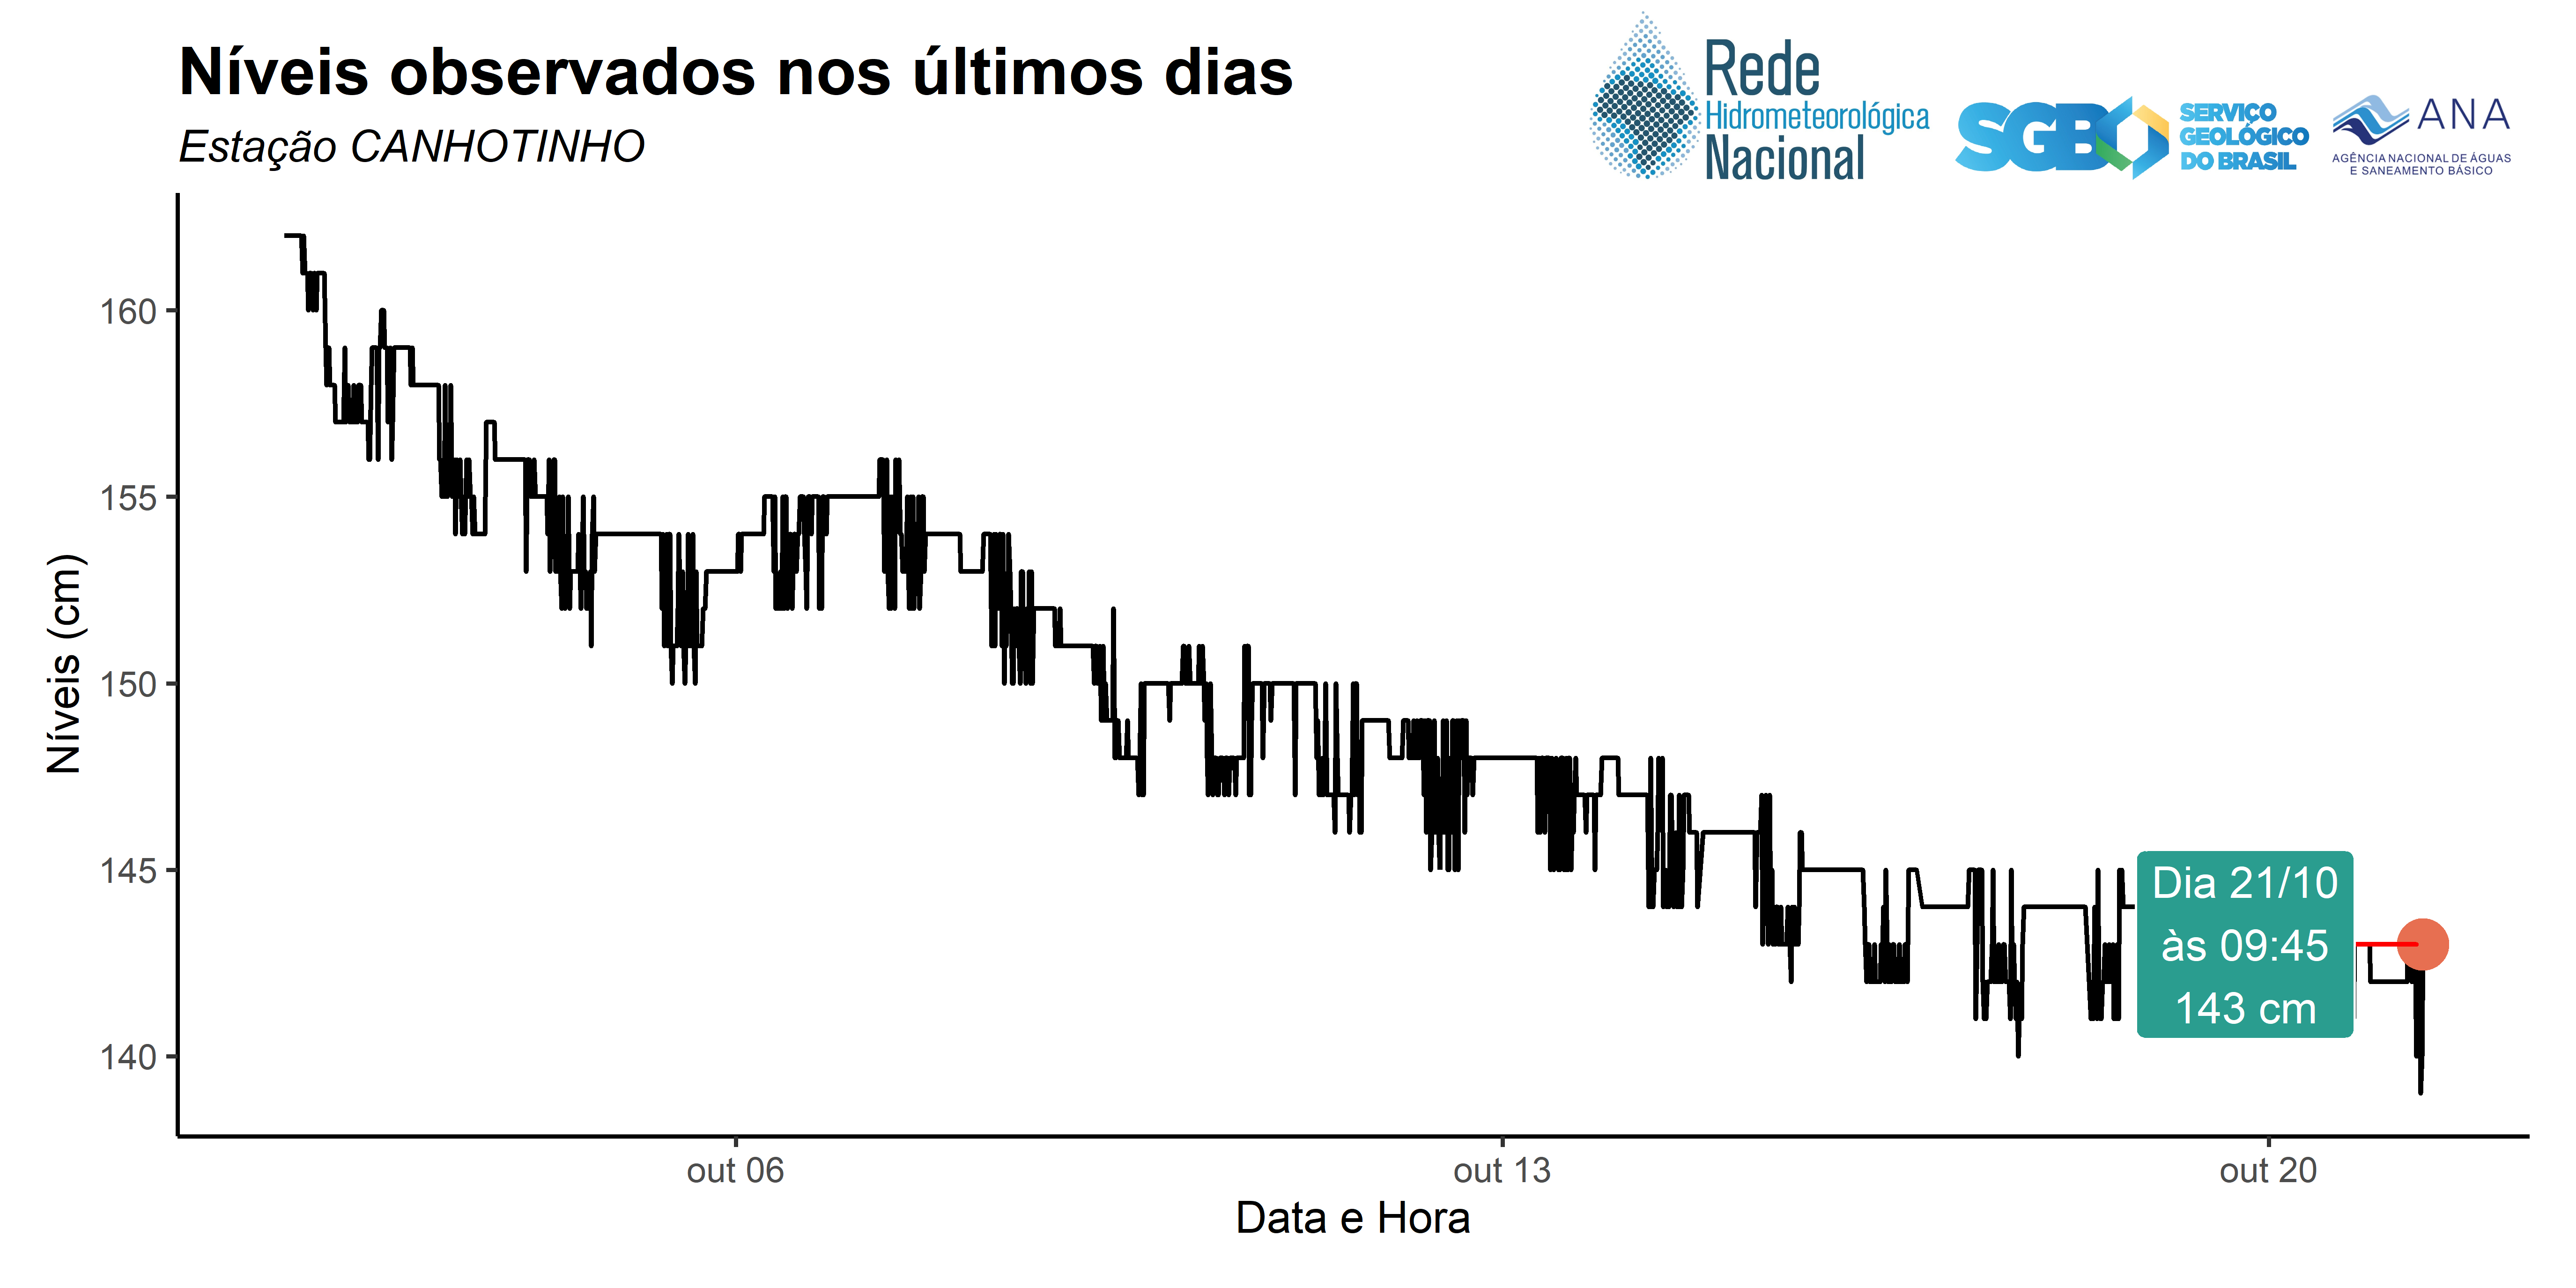 Níveis observados nos últimos dias
Estação CANHOTINHO
Rede
Hidrometeorológica
Nacional
SGB
SERVIÇO
GEOLÓGICO
DO BRASIL
ANA
AGÊNCIA NACIONAL DE ÁGUAS
E SANEAMENTO BÁSICO
Níveis (cm)
160
155
150
145
140
Dia 21/10
às 09:45
143 cm
out 06
out 13
out 20
Data e Hora